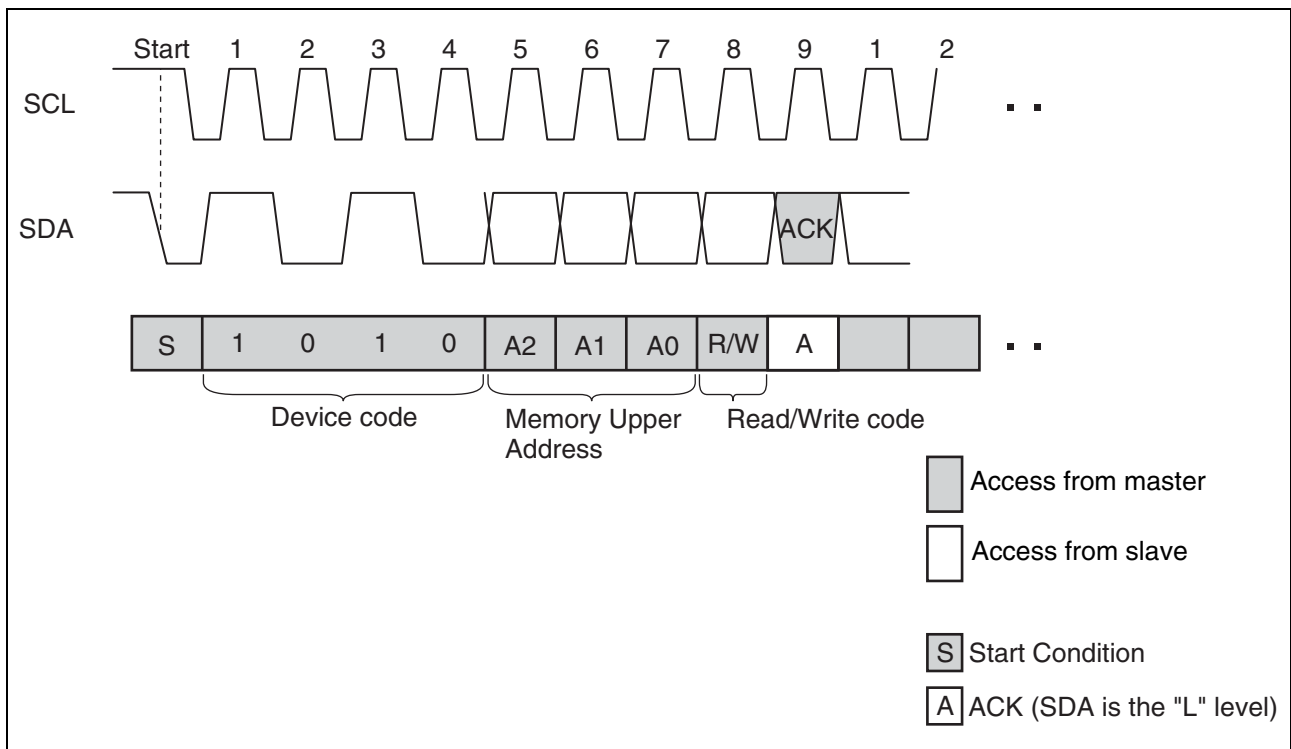 Start 1 2 3 4 5 6 7 8 9 1 2
SCL
SDA
ACK
S 1 0 1 0 A2 A1 A0 R/W A
Device code
Memory Upper
Address
Read/Write code
Access from master
Access from slave
S Start Condition
A ACK (SDA is the "L" level)